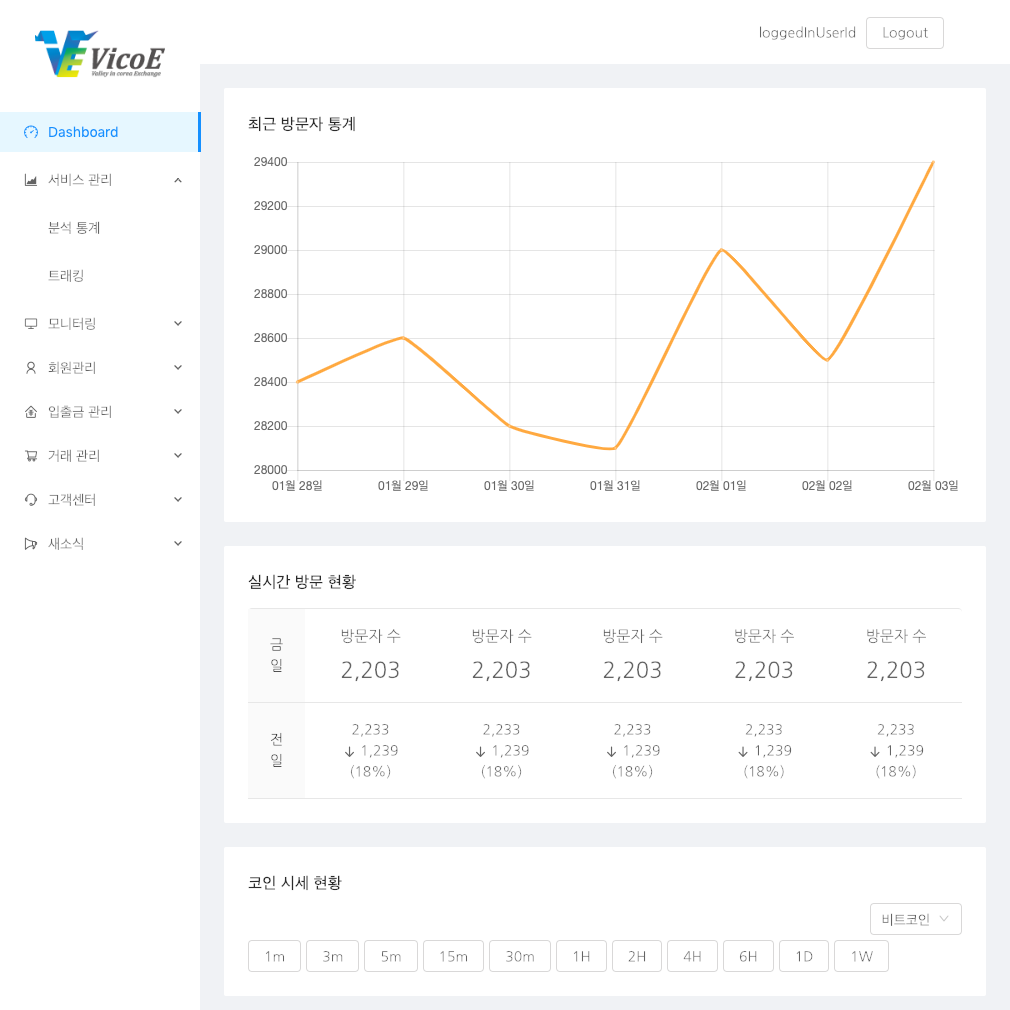 VicoE
Valley in corea Exchange
loggedInUserId
Logout
Dashboard
서비스 관리
분석 통계
트래킹
모니터링
회원관리
입출금 관리
거래 관리
고객센터
새소식
최근 방문자 통계
29400
29200
29000
28800
28600
28400
28200
28000
01월 28일 01월 29일 01월 30일 01월 31일 02월 01일 02월 02일 02월 03일
실시간 방문 현황
금일
방문자 수 방문자 수 방문자 수 방문자 수 방문자 수
2,203 2,203 2,203 2,203 2,203
전일
2,233 2,233 2,233 2,233 2,233
↓ 1,239 ↓ 1,239 ↓ 1,239 ↓ 1,239 ↓ 1,239
(18%) (18%) (18%) (18%) (18%)
코인 시세 현황
비트코인
1m 3m 5m 15m 30m 1H 2H 4H 6H 1D 1W